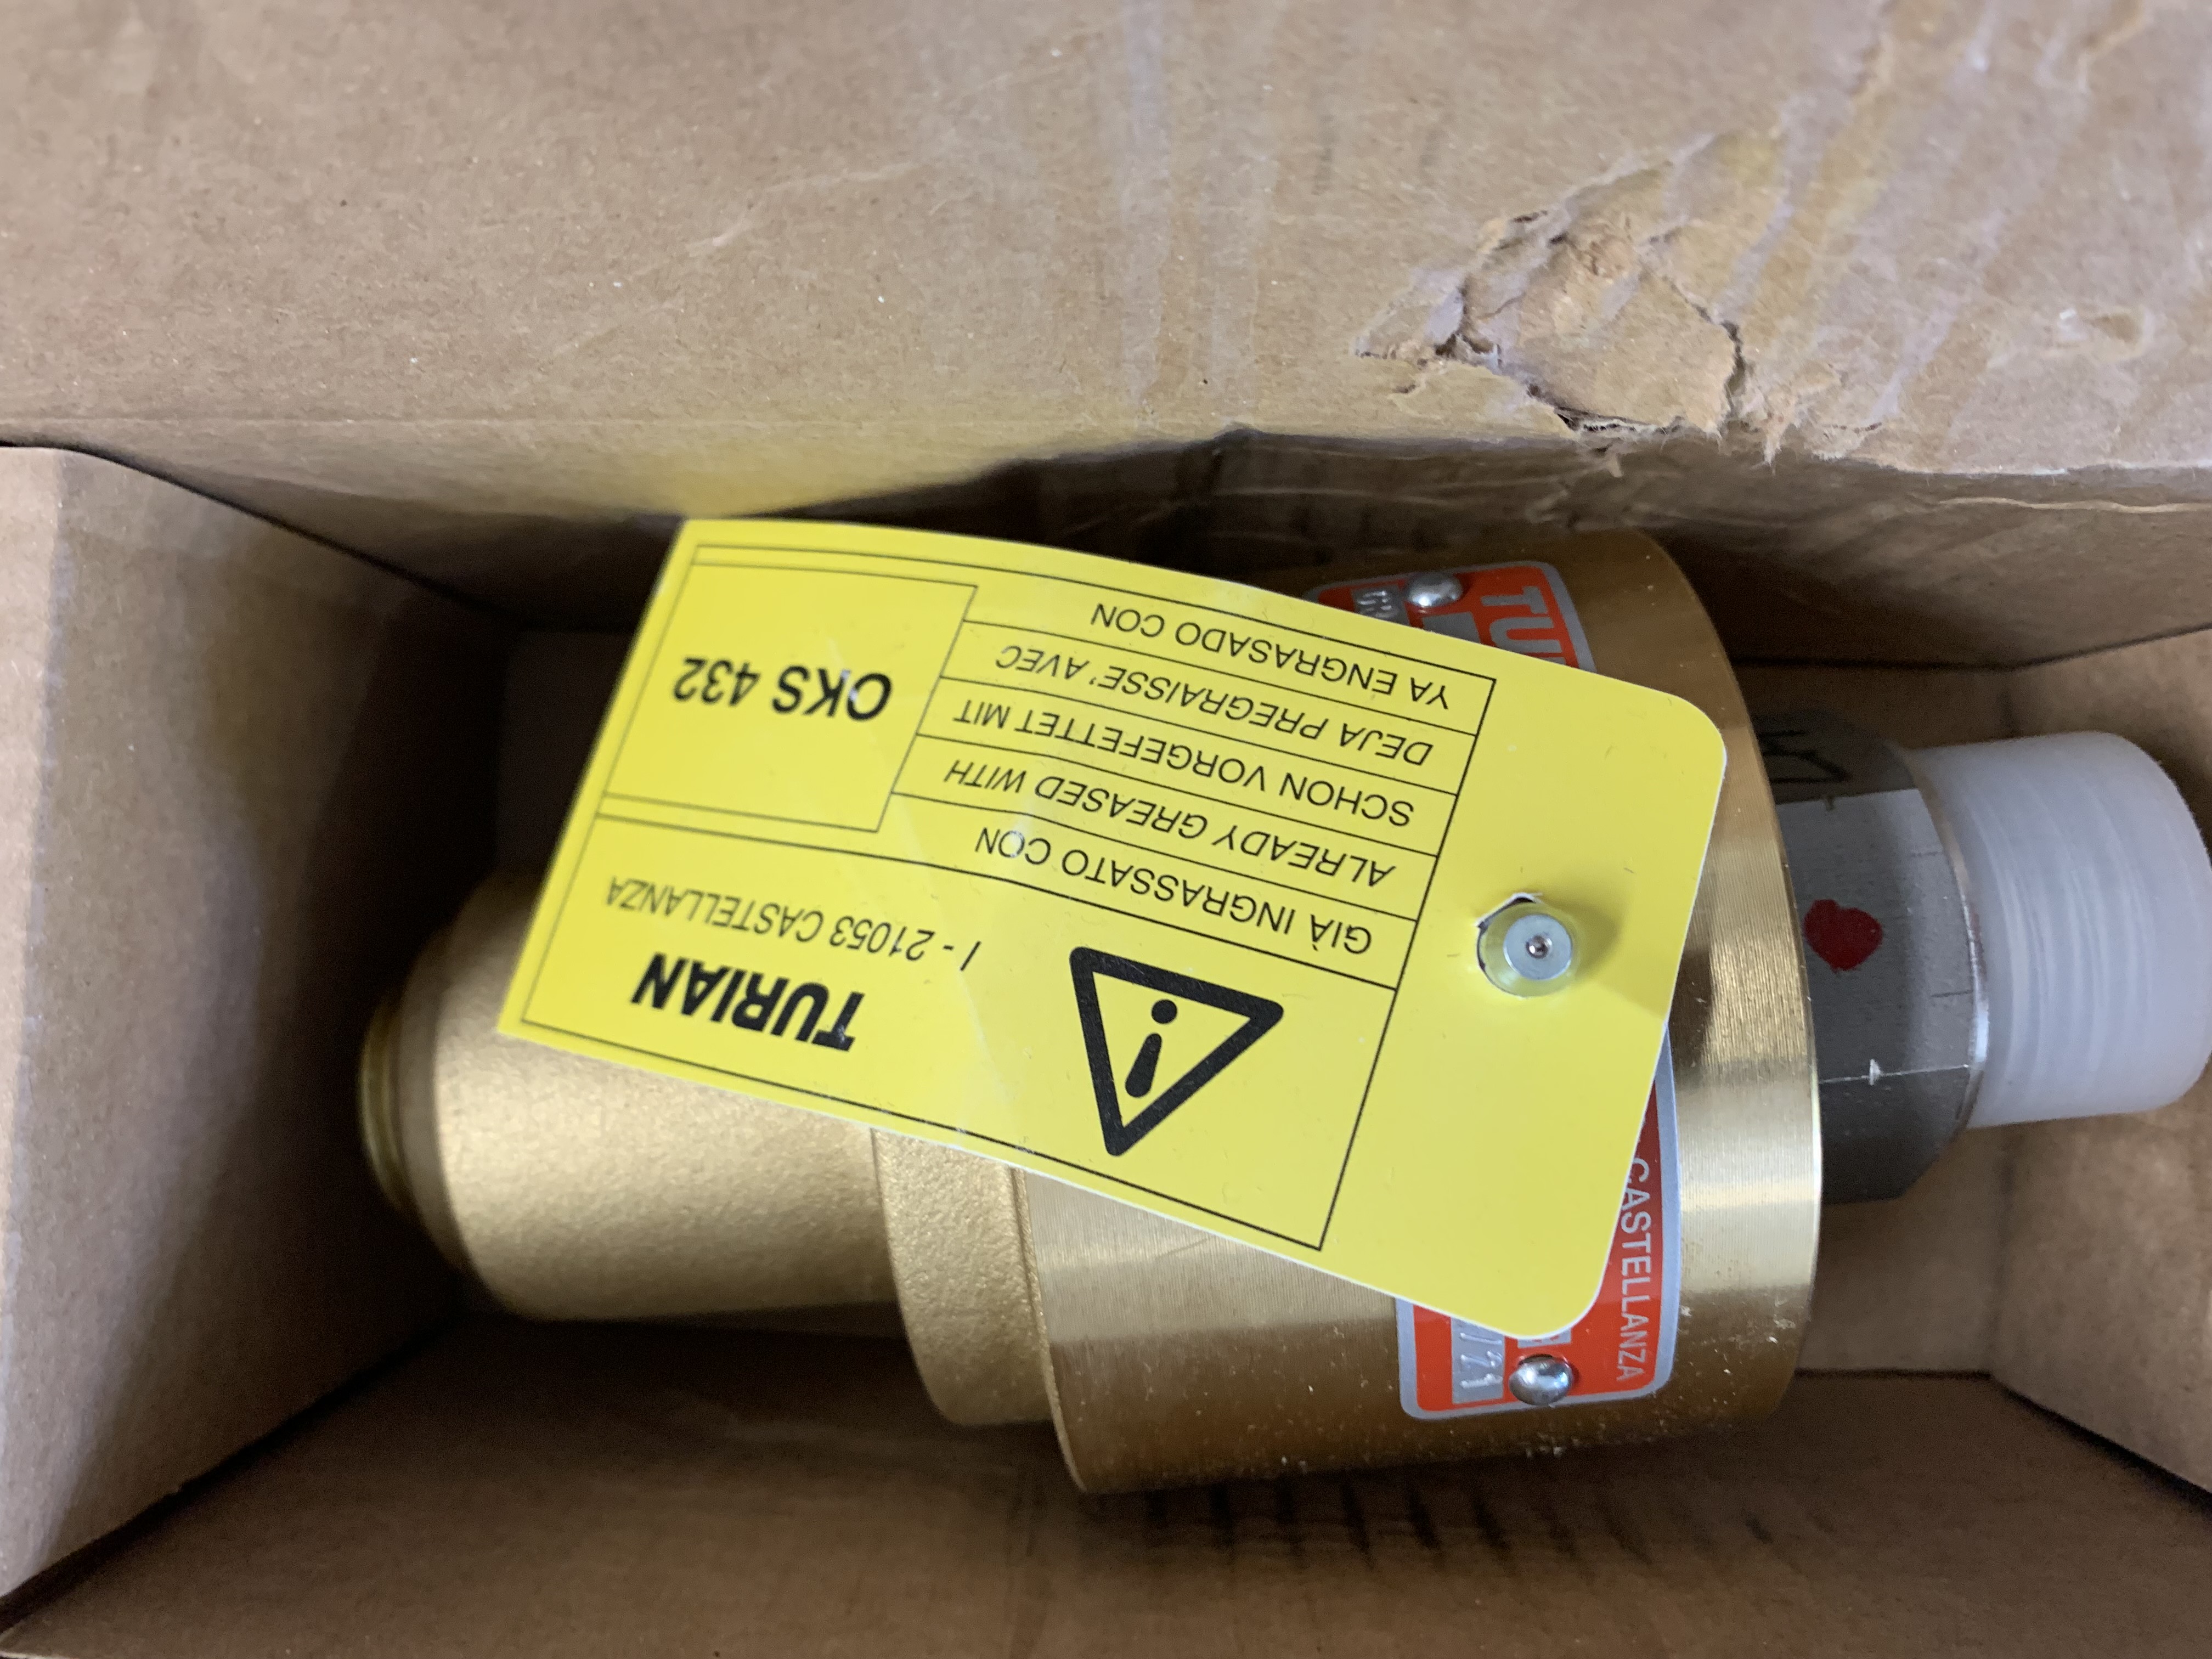 TURIAN
I - 21053 CASTELLANZA
GIÀ INGRASSATO CON
ALREADY GREASED WITH
SCHON VORGEFETTET MIT
DEJA PREGRAISSE' AVEC
YA ENGRASADO CON
OKS 432
CASTELLANZA